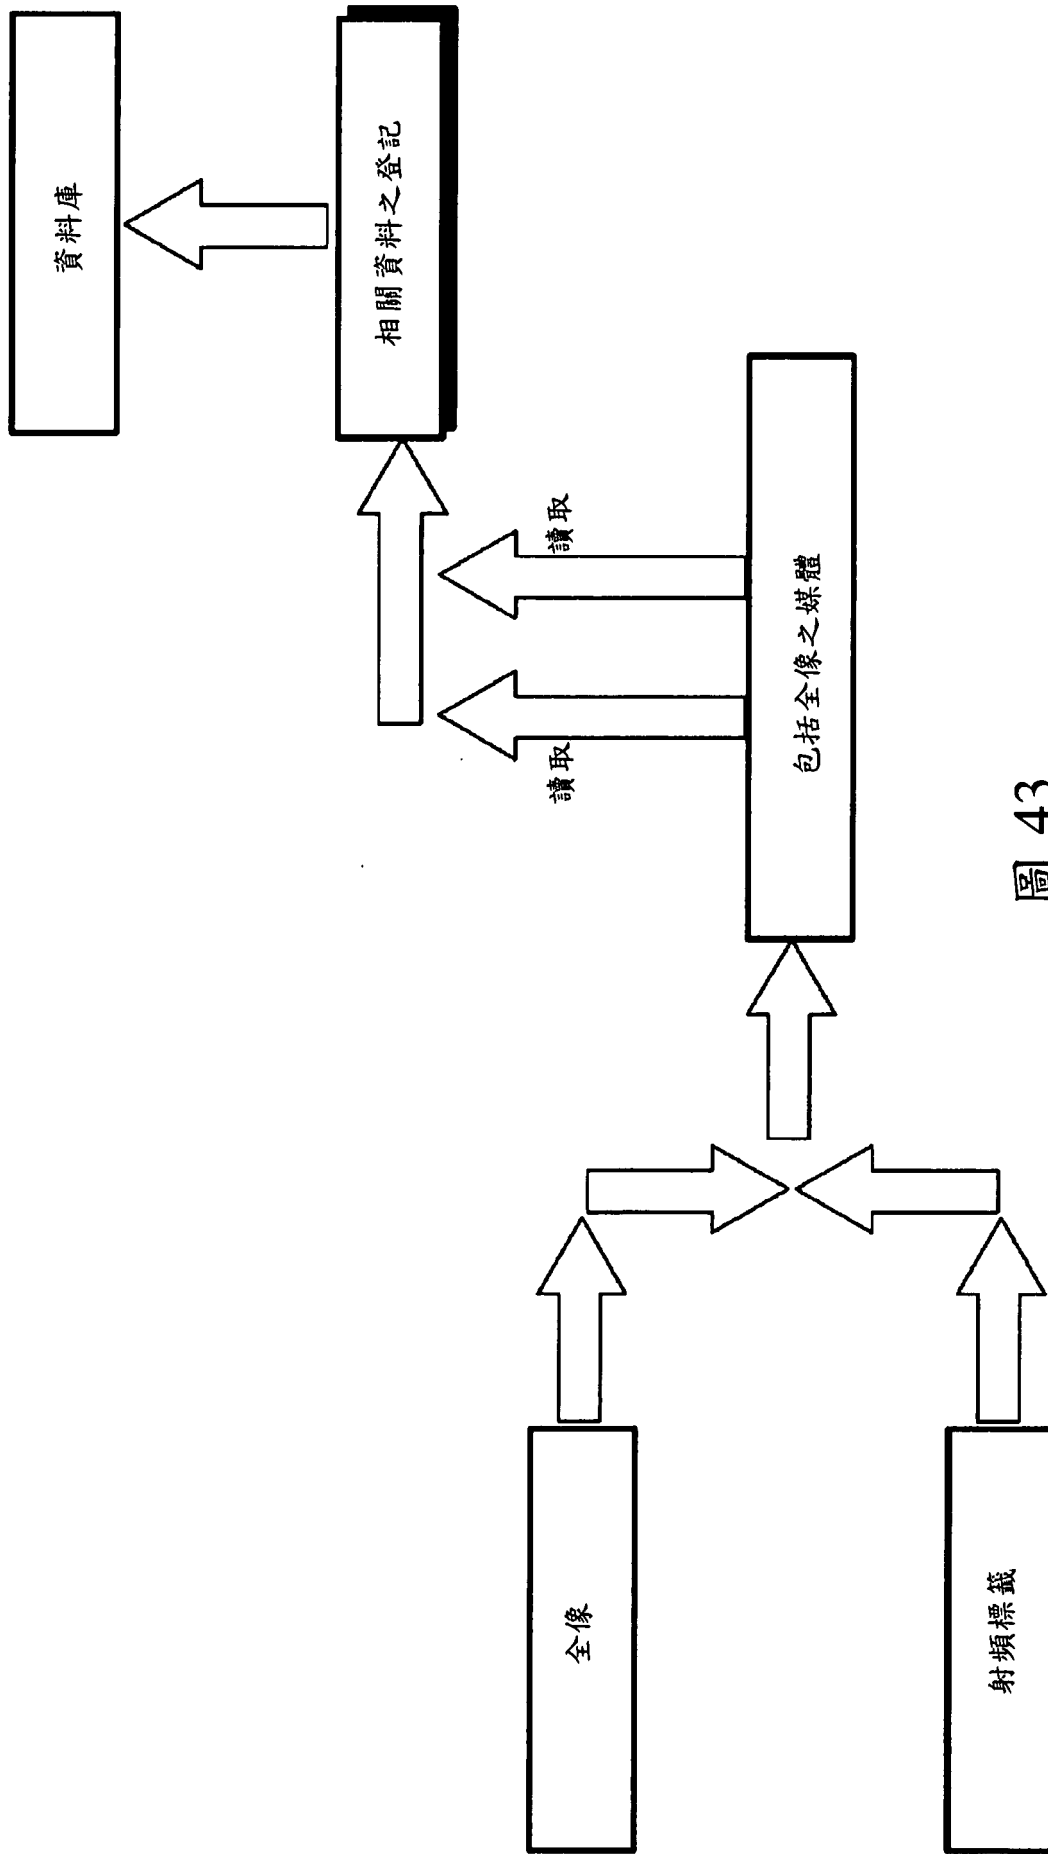 資料庫
相關資料之登記
讀取
讀取
包括全像之媒體
全像
射頻標籤
圖 43